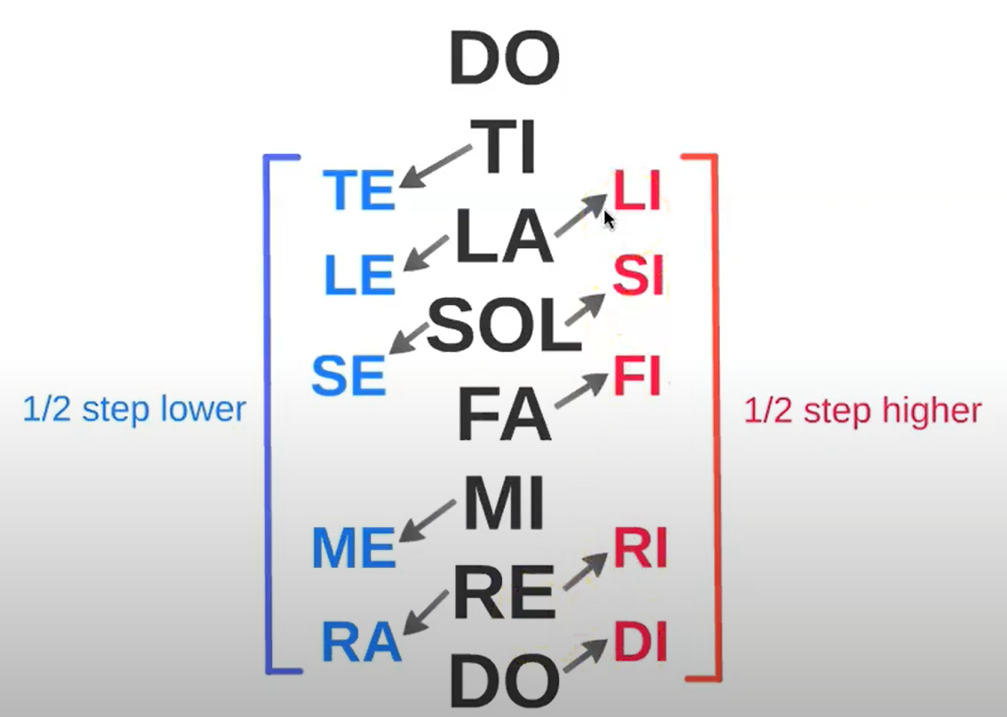 DO
TI
TE
LI
LA
LE
SI
SOL
SE
FI
FA
1/2 step lower
1/2 step higher
MI
ME
RI
RE
RA
DI
DO